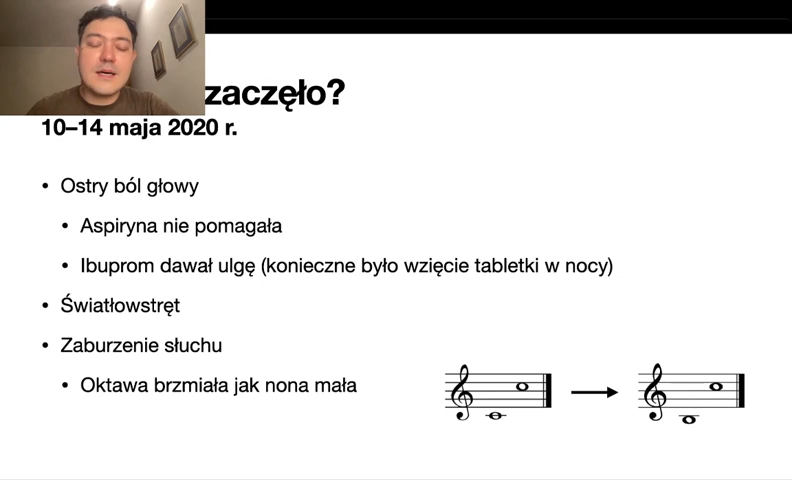 zaczęło?
10–14 maja 2020 r.
• Ostry ból głowy
• Aspiryna nie pomagała
• Ibuprom dawał ulgę (konieczne było wzięcie tabletki w nocy)
• Światłowstręt
• Zaburzenie słuchu
• Oktawa brzmiała jak nona mała